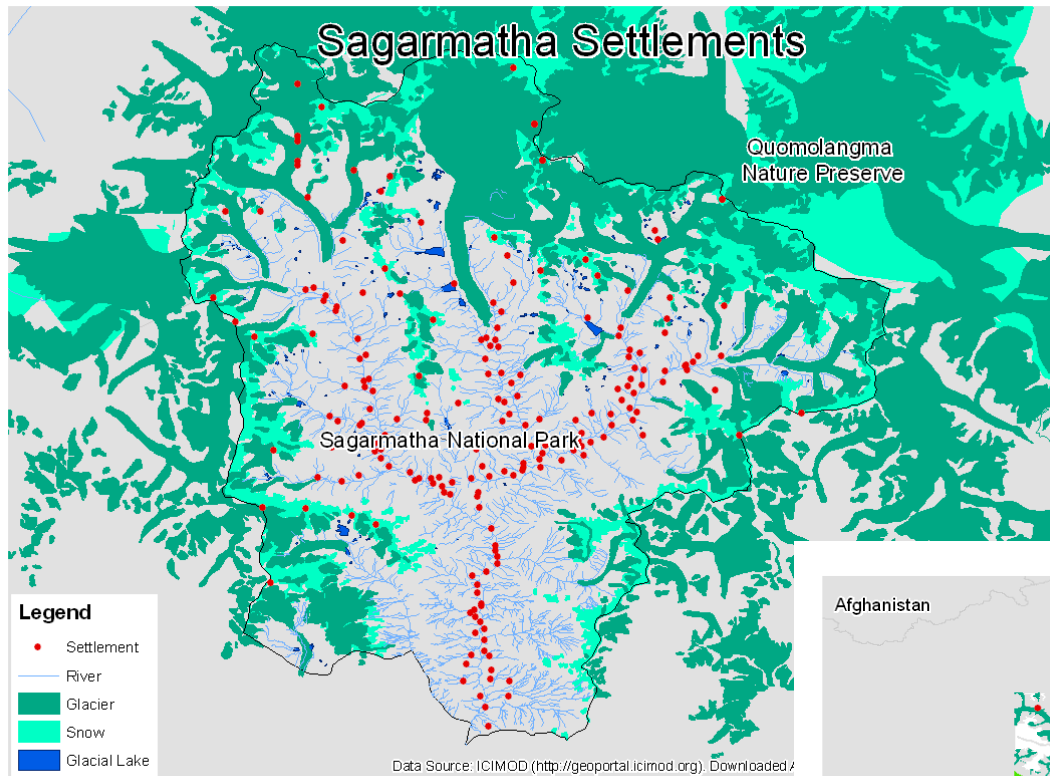 Sagarmatha Settlements
Quomolangma
Nature Preserve
Sagarmatha National Park
Afghanistan
Legend
Settlement
River
Glacier
Snow
Glacial Lake
Data Source: ICIMOD (http://geoportal.icimod.org). Downloaded A